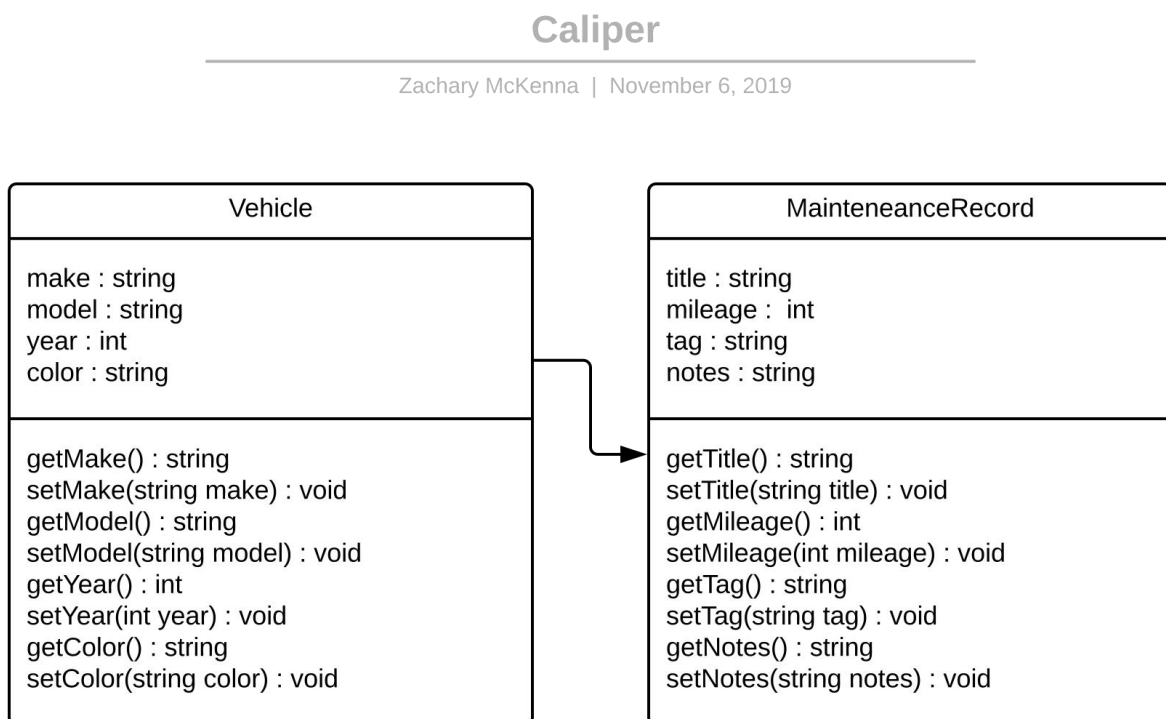 Caliper
Zachary McKenna | November 6, 2019
Vehicle
make : string
model : string
year : int
color : string
getMake() : string
setMake(string make) : void
getModel() : string
setModel(string model) : void
getYear() : int
setYear(int year) : void
getColor() : string
setColor(string color) : void
MainteneanceRecord
title : string
mileage :  int
tag : string
notes : string
getTitle() : string
setTitle(string title) : void
getMileage() : int
setMileage(int mileage) : void
getTag() : string
setTag(string tag) : void
getNotes() : string
setNotes(string notes) : void